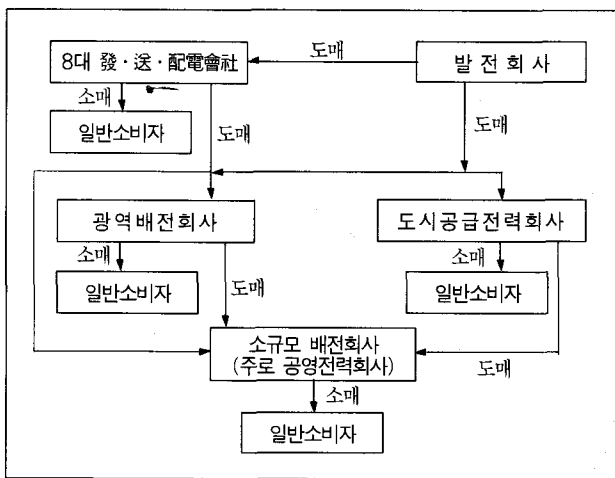 8대 發·送·配電會社
도매
발전회사
소매
일반소비자
도매
도매
광역배전회사
도시공급전력회사
소매
일반소비자
도매
소매
일반소비자
소규모 배전회사
(주로 공영전력회사)
도매
소매
일반소비자